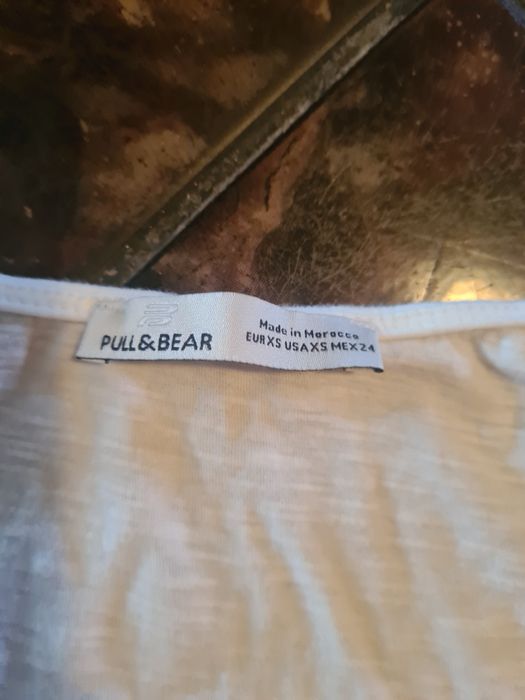 PULL&BEAR
Made in Morocco
EUR XS USA XS MEX 24